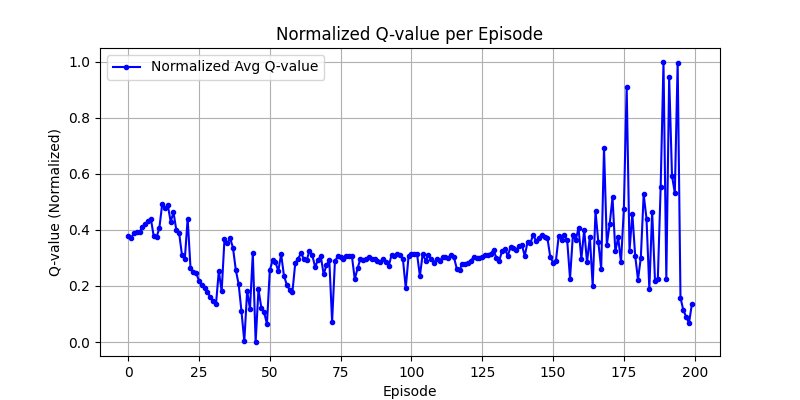 Normalized Q-value per Episode
Normalized Avg Q-value
1.0
0.8
0.6
0.4
0.2
0.0
Q-value (Normalized)
0 25 50 75 100 125 150 175 200
Episode